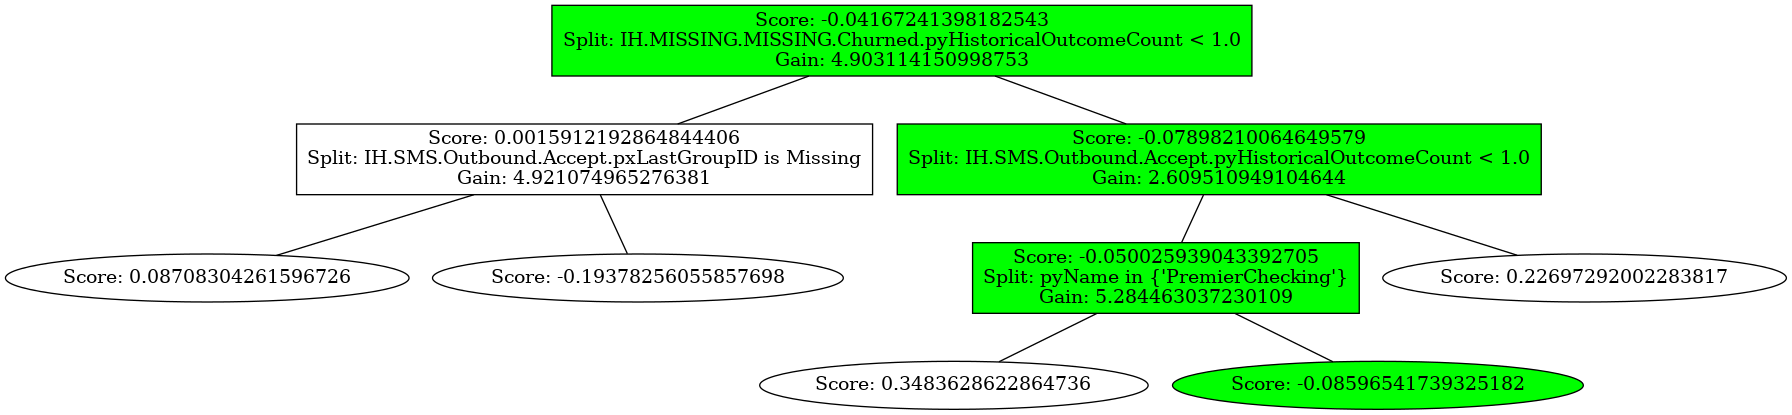 Score: -0.04167241398182543
Split: IH.MISSING.MISSING.Churned.pyHistoricalOutcomeCount < 1.0
Gain: 4.903114150998753
Score: 0.0015912192864844406
Split: IH.SMS.Outbound.Accept.pxLastGroupID is Missing
Gain: 4.921074965276381
Score: -0.07898210064649579
Split: IH.SMS.Outbound.Accept.pyHistoricalOutcomeCount < 1.0
Gain: 2.609510949104644
Score: 0.08708304261596726
Score: -0.19378256055857698
Score: -0.050025939043392705
Split: pyName in {'PremierChecking'}
Gain: 5.284463037230109
Score: 0.22697292002283817
Score: 0.3483628622864736
Score: -0.08596541739325182